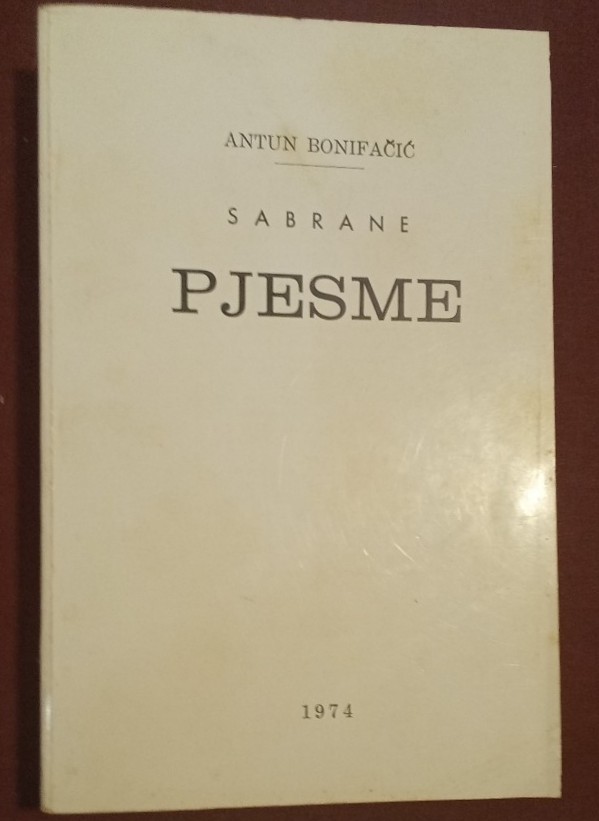 ANTUN BONIFAČIĆ
SABRANE
PJESME
1974